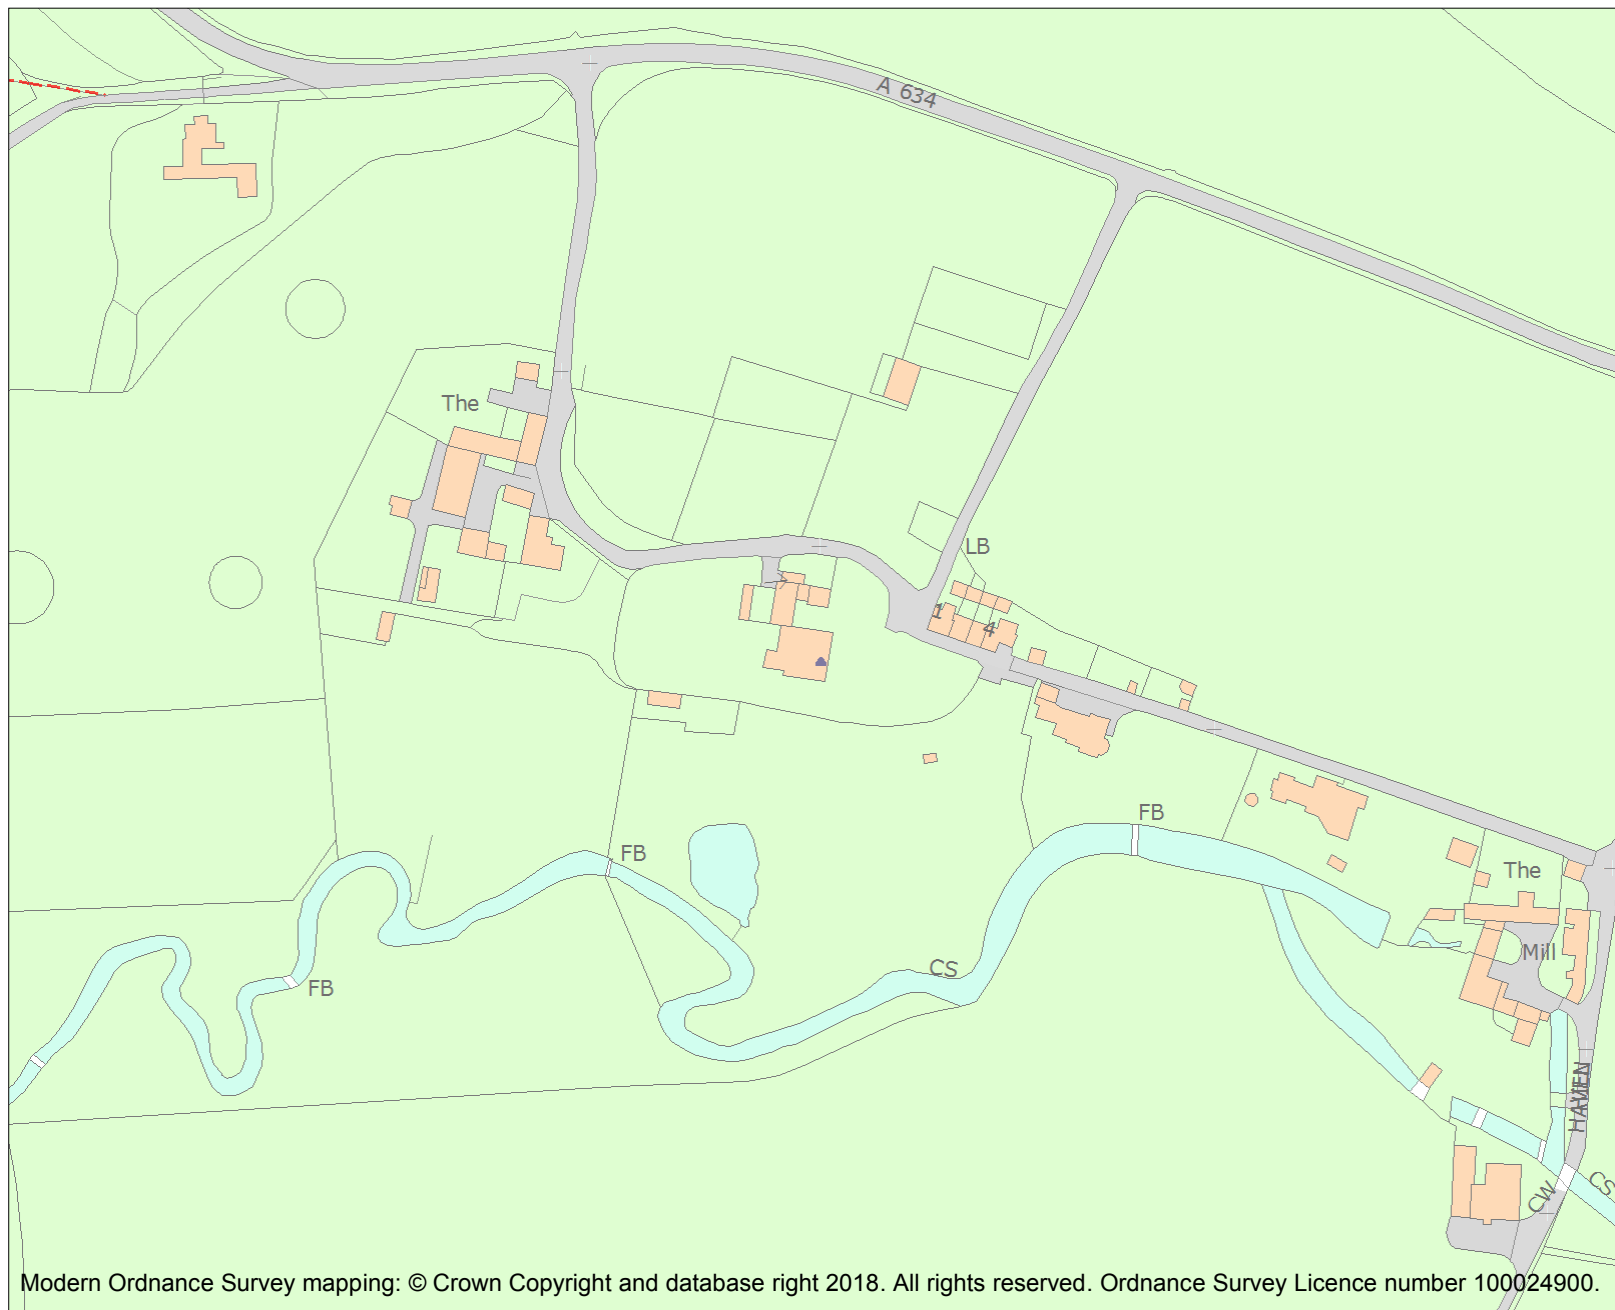 A 634
The
LB
1
4
FB
FB
The
Mill
CS
FB
HAVEN
CW
CS
Modern Ordnance Survey mapping: © Crown Copyright and database right 2018. All rights reserved. Ordnance Survey Licence number 100024900.